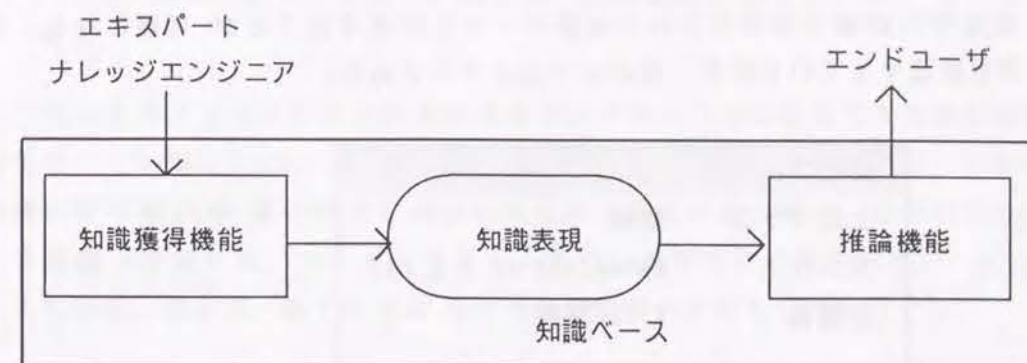 エキスパート
ナレッジエンジニア
エンドユーザ
知識獲得機能
知識表現
推論機能
知識ベース